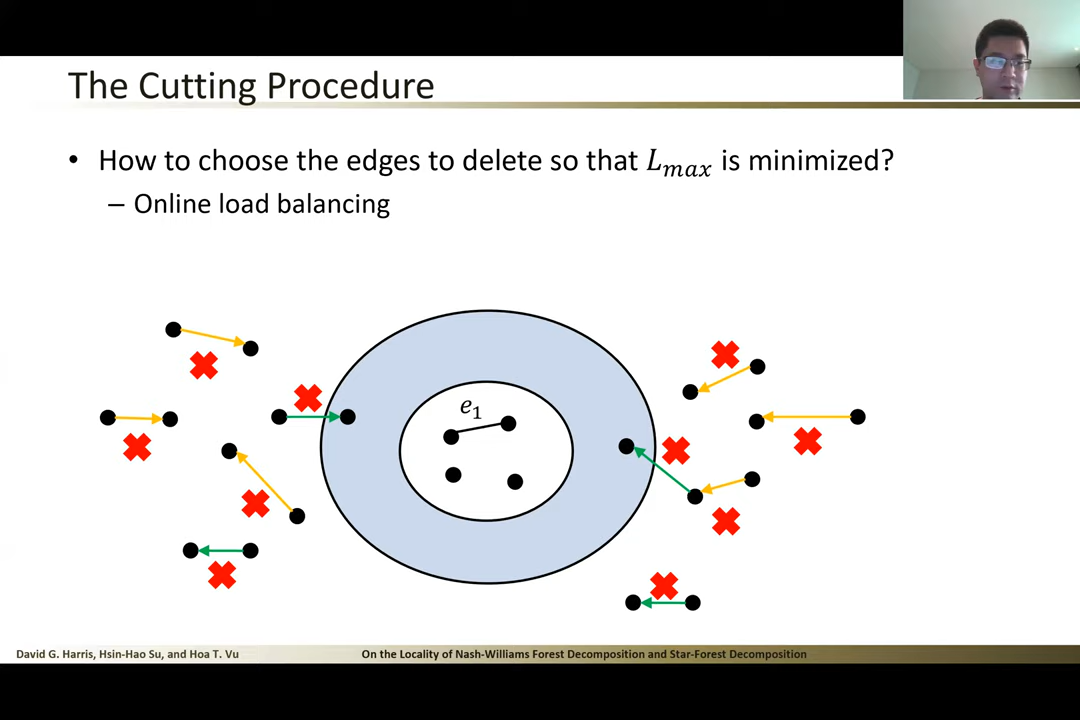 The Cutting Procedure
• How to choose the edges to delete so that L_{max} is minimized?
– Online load balancing
e_1
David G. Harris, Hsin-Hao Su, and Hoa T. Vu
On the Locality of Nash-Williams Forest Decomposition and Star-Forest Decomposition